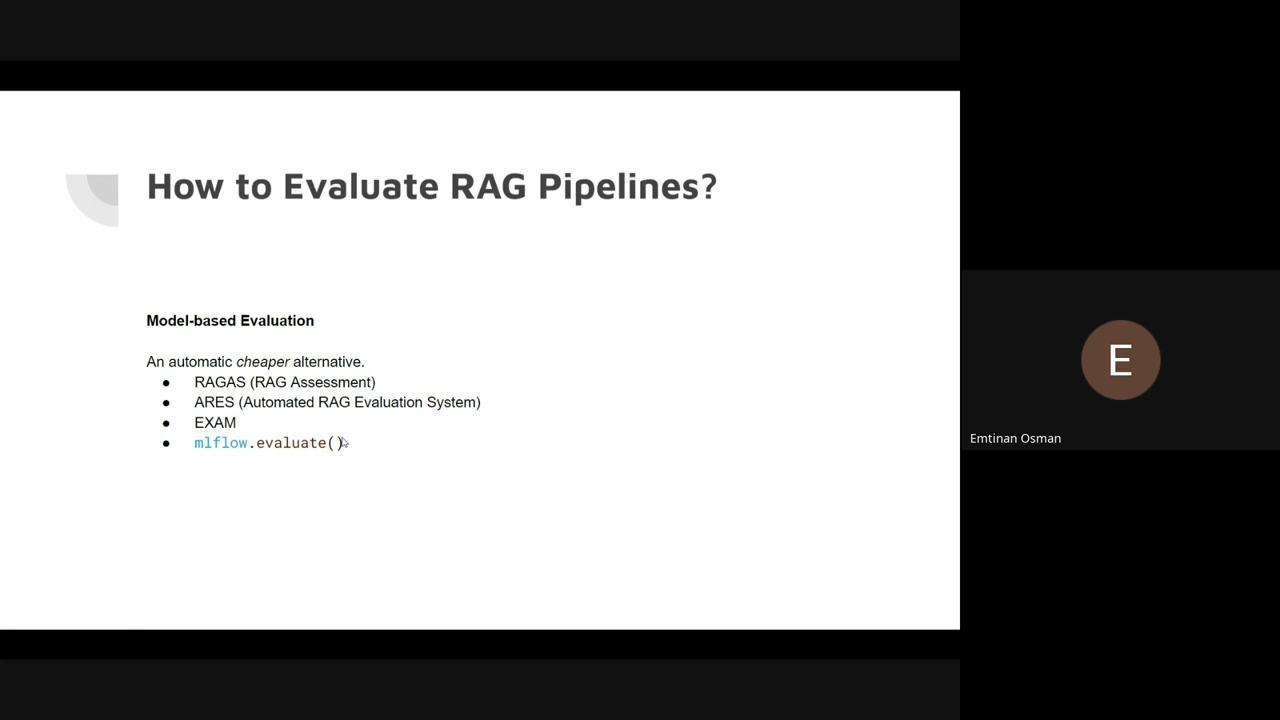 How to Evaluate RAG Pipelines?
Model-based Evaluation
An automatic cheaper alternative.
● RAGAS (RAG Assessment)
● ARES (Automated RAG Evaluation System)
● EXAM
● mlflow.evaluate()
E
Emtinan Osman